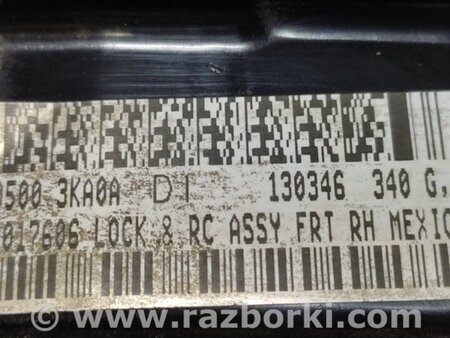 0500 3KA0A D1 130346 340 G,
017606 LOCK & RC ASSY FRT RH MEXIC
www.razborki.com